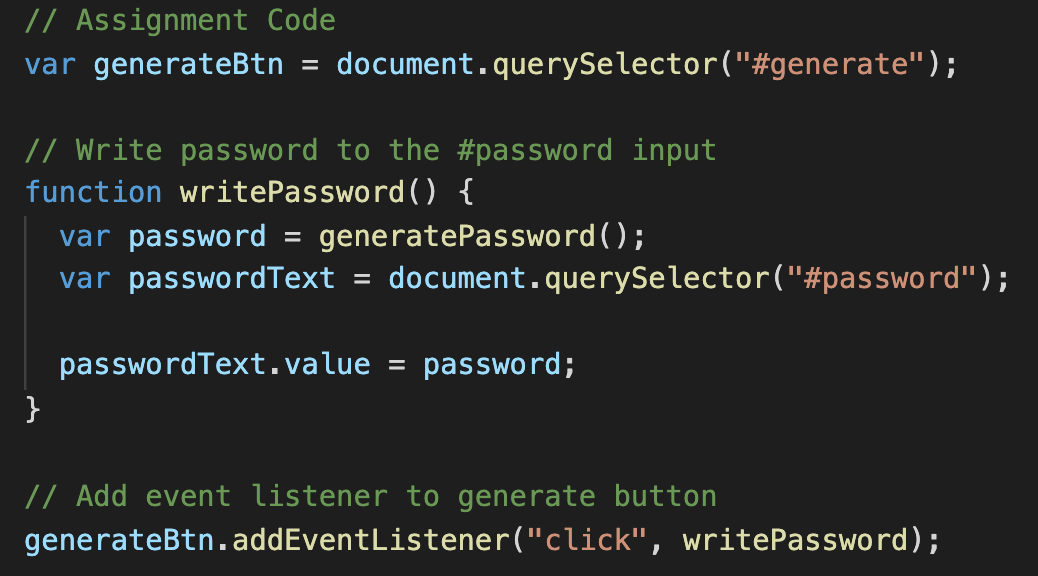 // Assignment Code
var generateBtn = document.querySelector("#generate");

// Write password to the #password input
function writePassword() {
  var password = generatePassword();
  var passwordText = document.querySelector("#password");

  passwordText.value = password;
}

// Add event listener to generate button
generateBtn.addEventListener("click", writePassword);